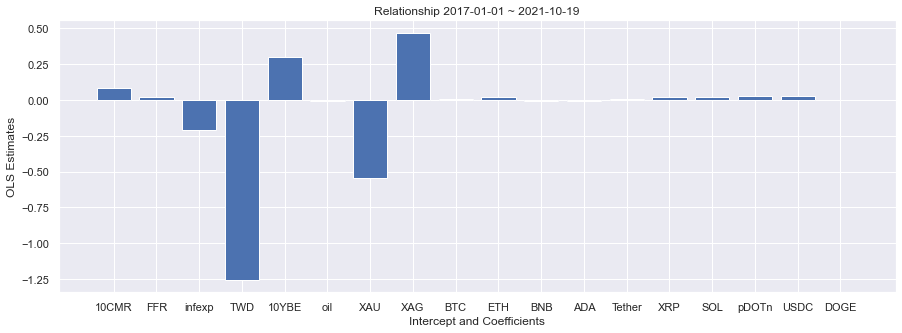 Relationship 2017-01-01 ~ 2021-10-19
OLS Estimates
0.50
0.25
0.00
−0.25
−0.50
−0.75
−1.00
−1.25
10CMR FFR infexp TWD 10YBE oil XAU XAG BTC ETH BNB ADA Tether XRP SOL pDOTn USDC DOGE
Intercept and Coefficients